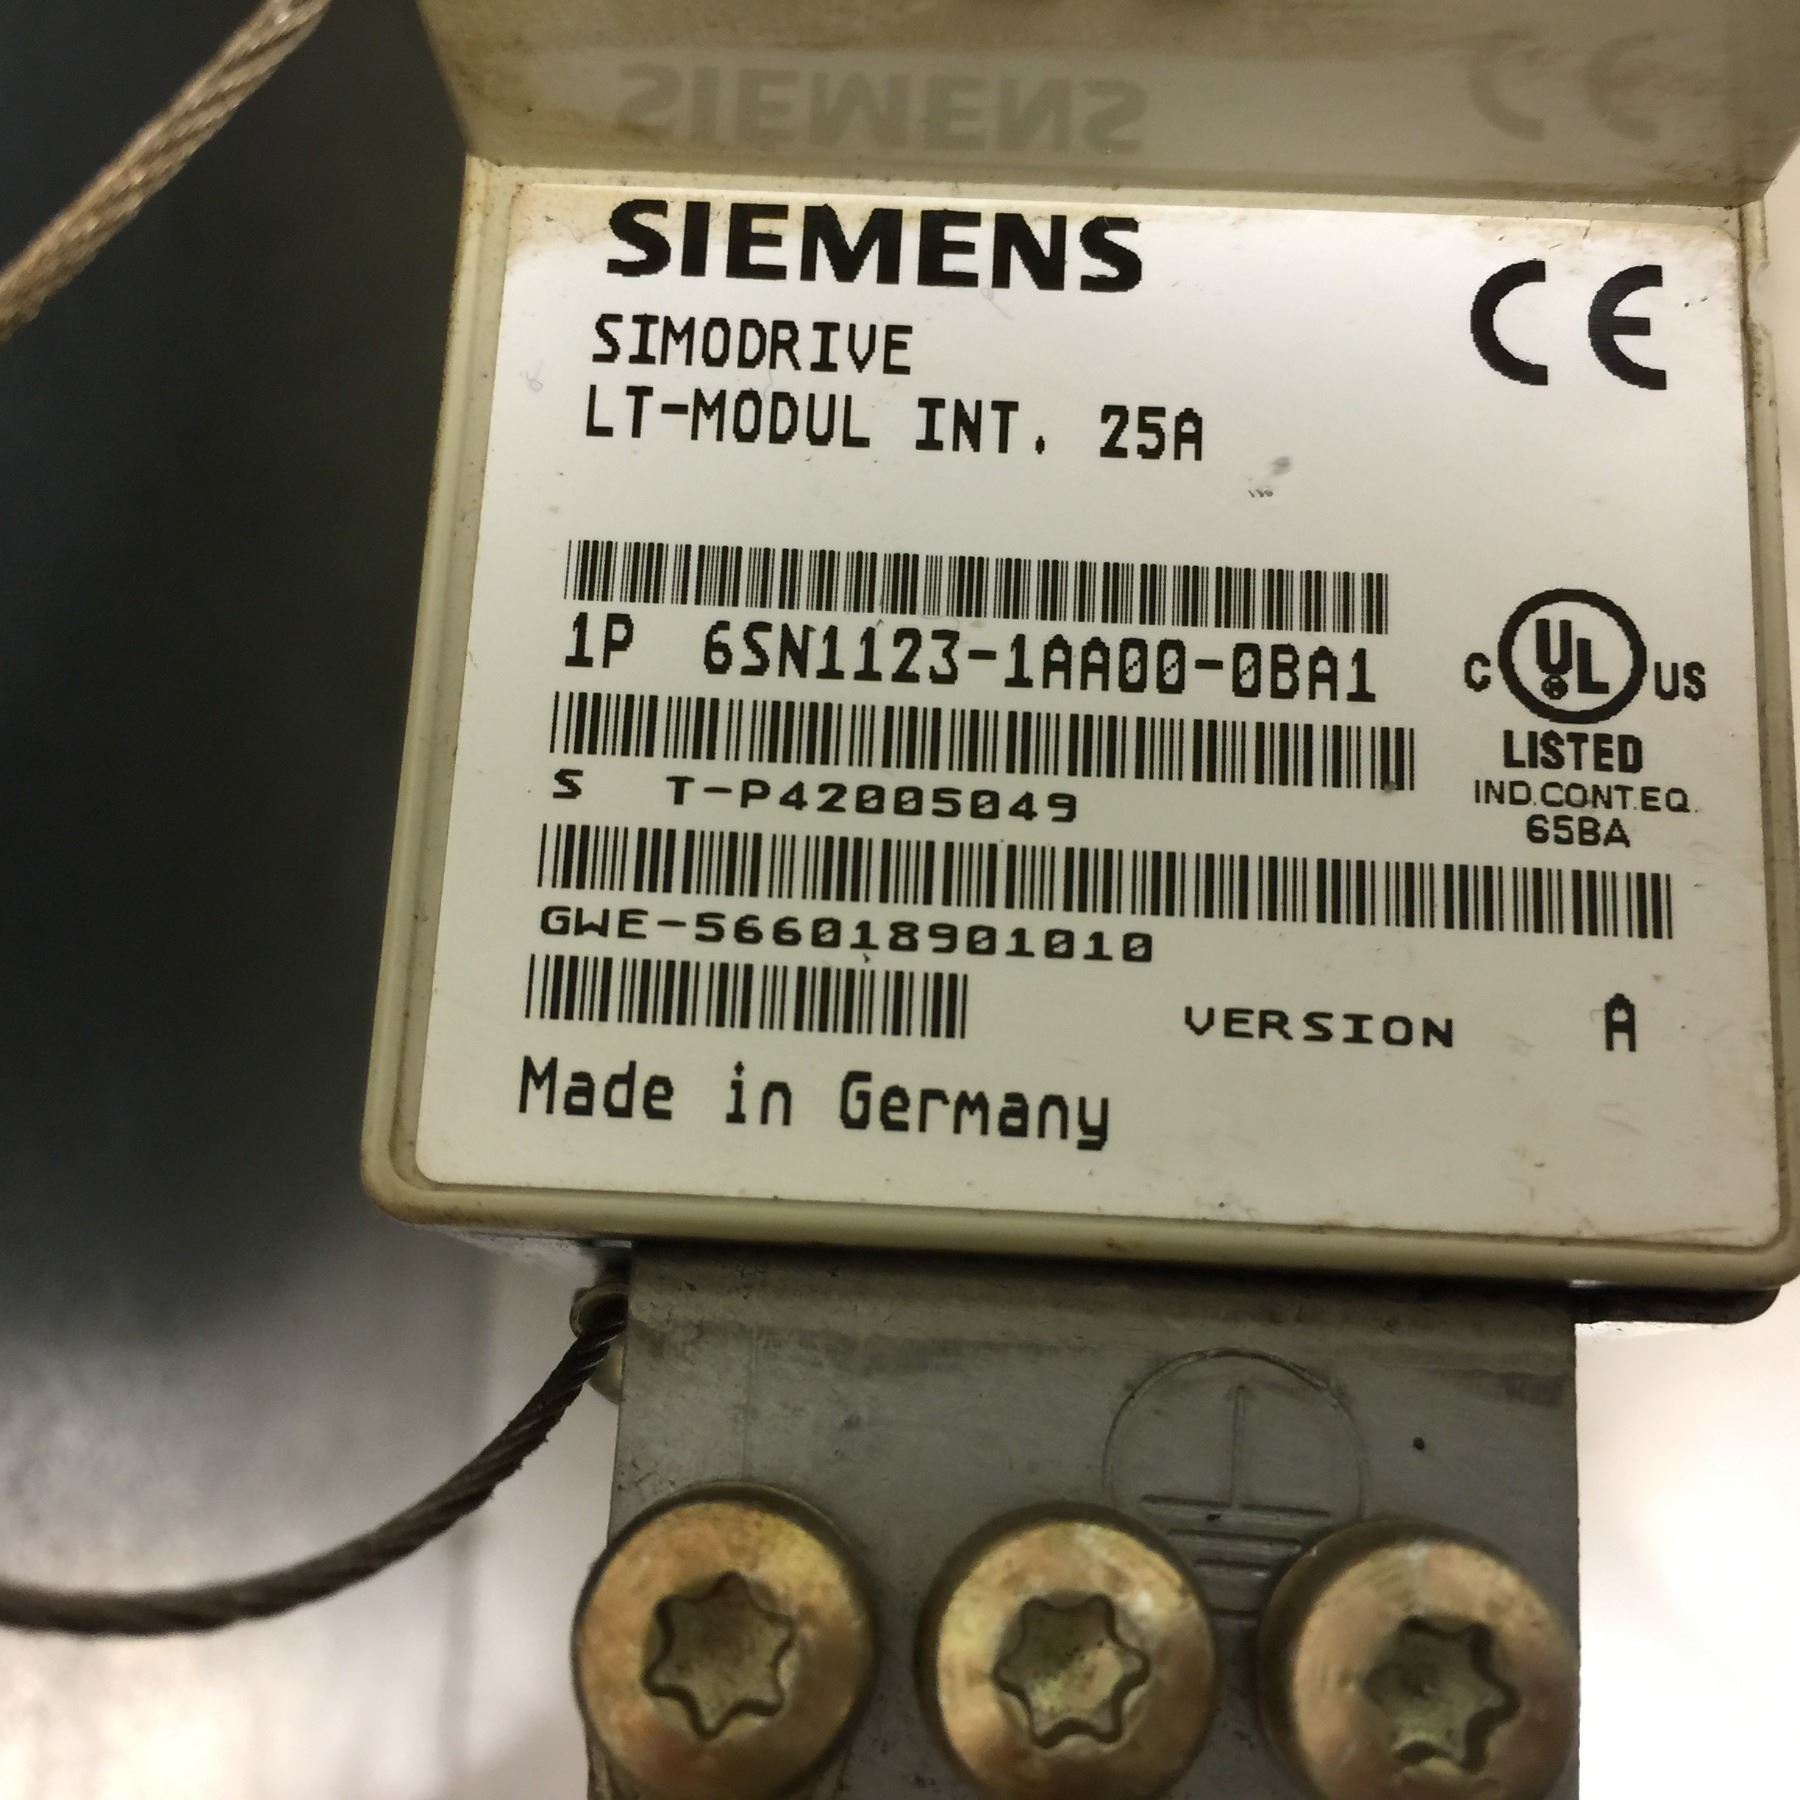 SIEMENS
CE
SIMODRIVE
LT-MODUL INT. 25A
1P 6SN1123-1AA00-0BA1
C UL US
LISTED
IND.CONT.EQ.
65BA
S T-P42005049
GWE-566018901010
VERSION A
Made in Germany